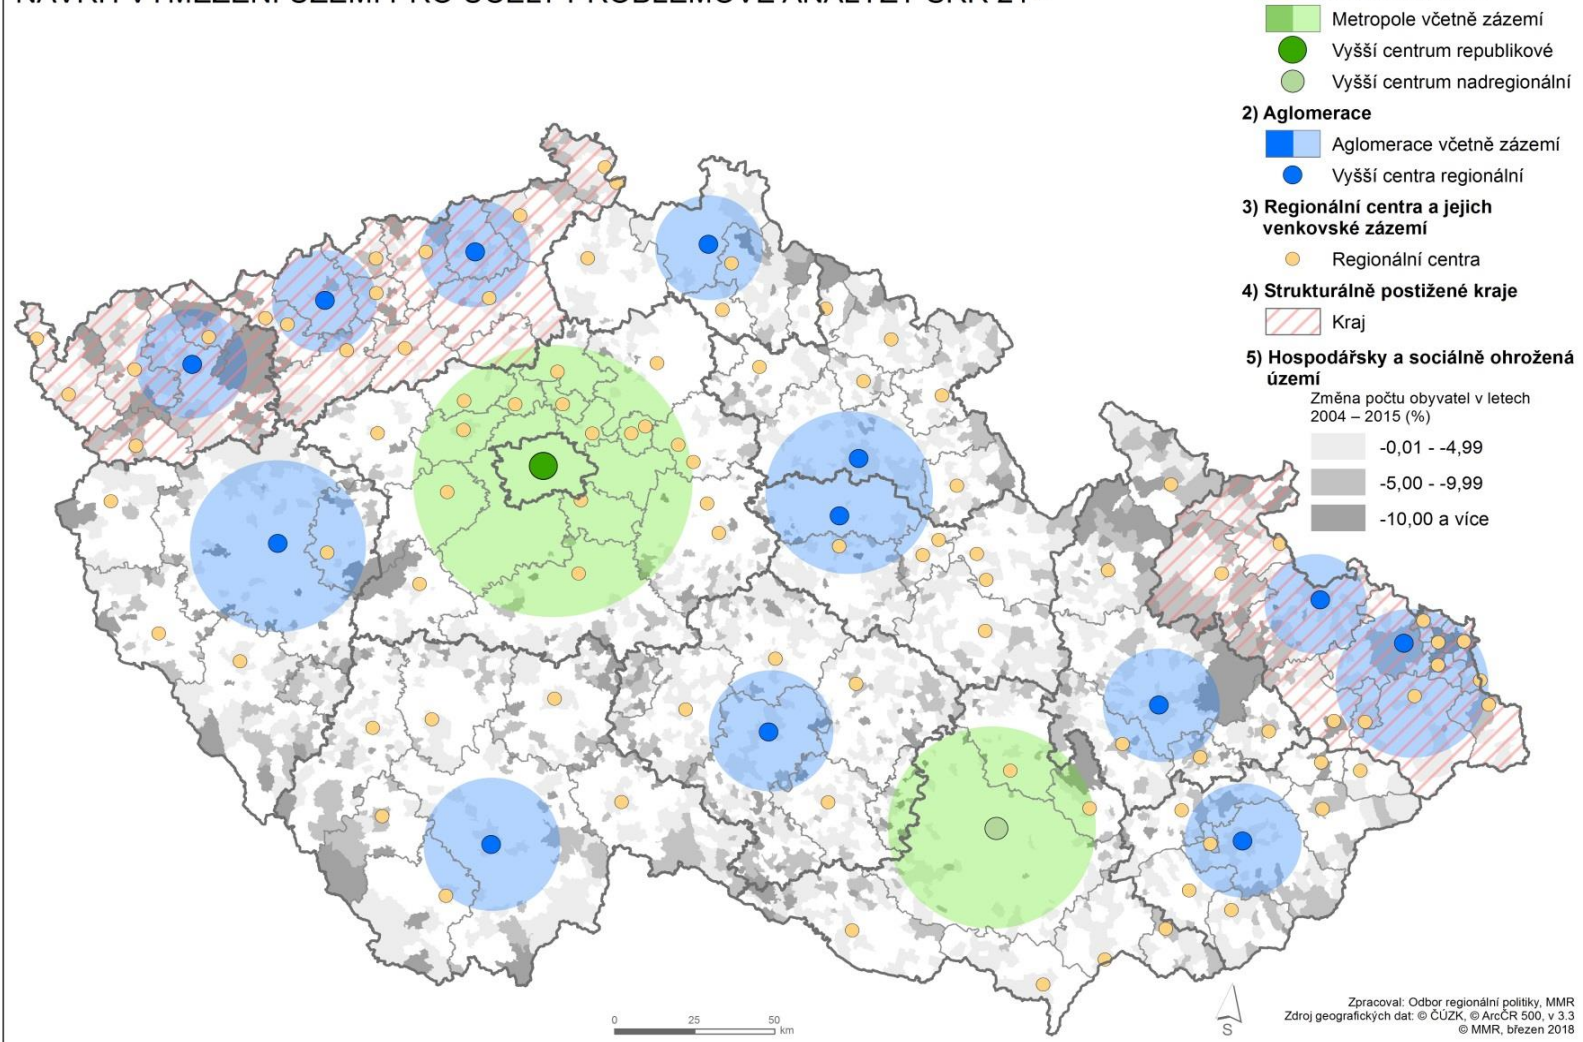 Metropole včetně zázemí
Vyšší centrum republikové
Vyšší centrum nadregionální
2) Aglomerace
Aglomerace včetně zázemí
Vyšší centra regionální
3) Regionální centra a jejich
venkovské zázemí
Regionální centra
4) Strukturálně postižené kraje
Kraj
5) Hospodářsky a sociálně ohrožená
území
Změna počtu obyvatel v letech
2004 – 2015 (%)
-0,01 - -4,99
-5,00 - -9,99
-10,00 a více
0 25 50
km
S
Zpracoval: Odbor regionální politiky, MMR
Zdroj geografických dat: © ČÚZK, © ArcČR 500, v 3.3
© MMR, březen 2018